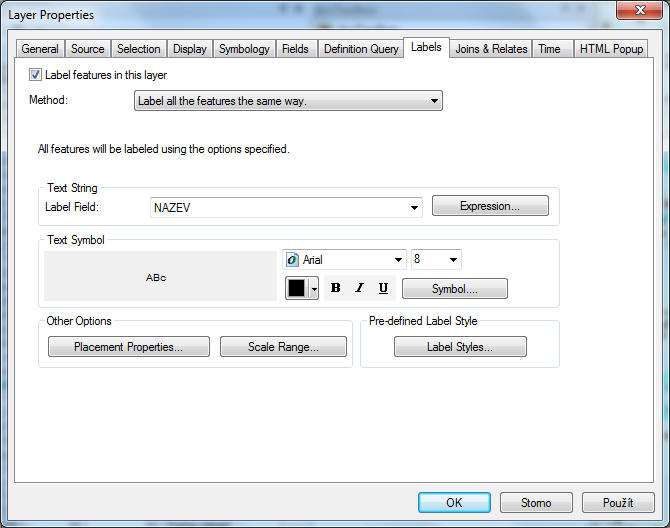 Layer Properties
General Source Selection Display Symbology Fields Definition Query Labels Joins & Relates Time HTML Popup
Label features in this layer
Method: Label all the features the same way.
All features will be labeled using the options specified.
Text String
Label Field: NAZEV Expression...
Text Symbol
ABc
Arial 8
B I U Symbol....
Other Options
Placement Properties... Scale Range...
Pre-defined Label Style
Label Styles...
OK Storno Použít